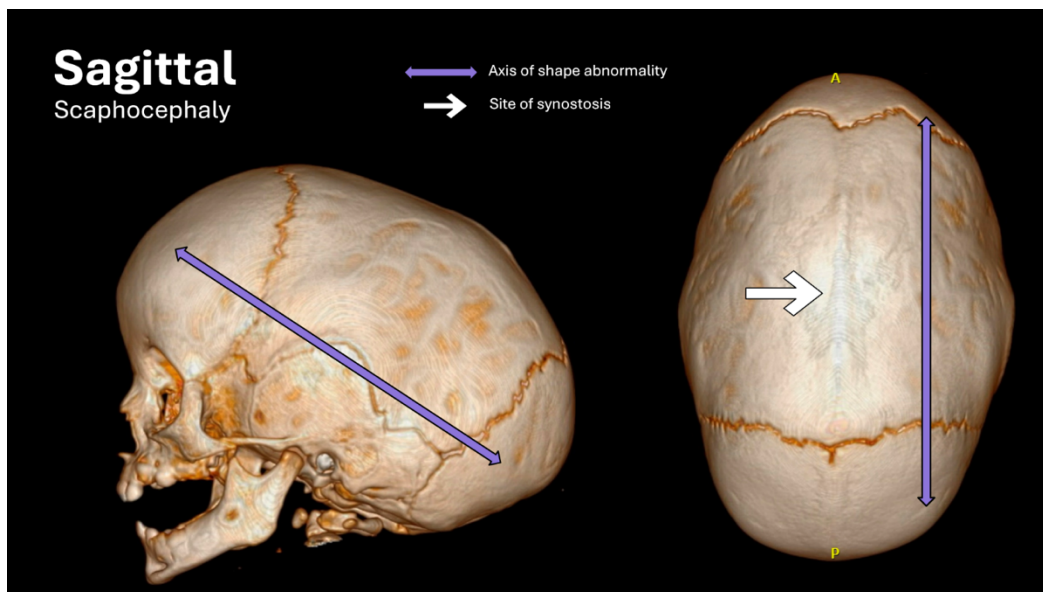 Sagittal
Scaphocephaly
Axis of shape abnormality
Site of synostosis
A
P